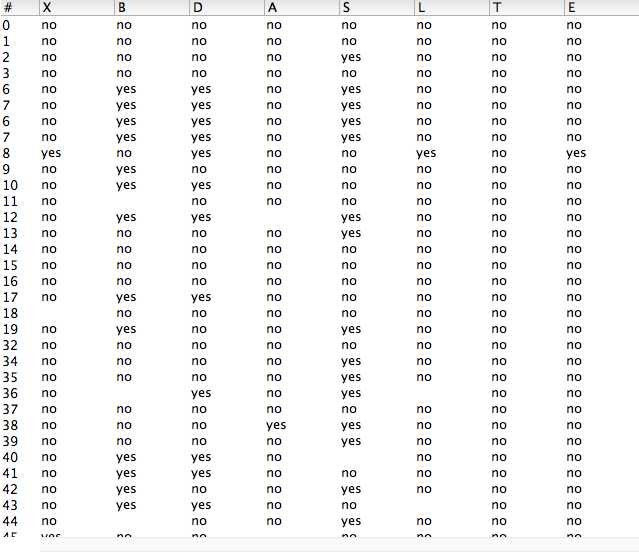 # X B D A S L T E
0 no no no no no no no no
1 no no no no no no no no
2 no no no no yes no no no
3 no no no no no no no no
6 no yes yes no yes no no no
7 no yes yes no yes no no no
6 no yes yes no yes no no no
7 no yes yes no yes no no no
8 yes no yes no no yes no yes
9 no yes no no no no no no
10 no yes yes no no no no no
11 no no no no no no no
12 no yes yes yes no no no
13 no no no no yes no no no
14 no no no no no no no no
15 no no no no no no no no
16 no no no no no no no no
17 no yes yes no no no no no
18 no no no no no no no
19 no yes no no yes no no no
32 no no no no no no no no
34 no no no no yes no no no
35 no no no no yes no no no
36 no yes no yes no no
37 no no no no no no no no
38 no no no yes yes no no no
39 no no no no yes no no no
40 no yes yes no no no no
41 no yes yes no no no no no
42 no yes no no yes no no no
43 no yes yes no no no no
44 no no no yes no no no
45 yes no no no no no no